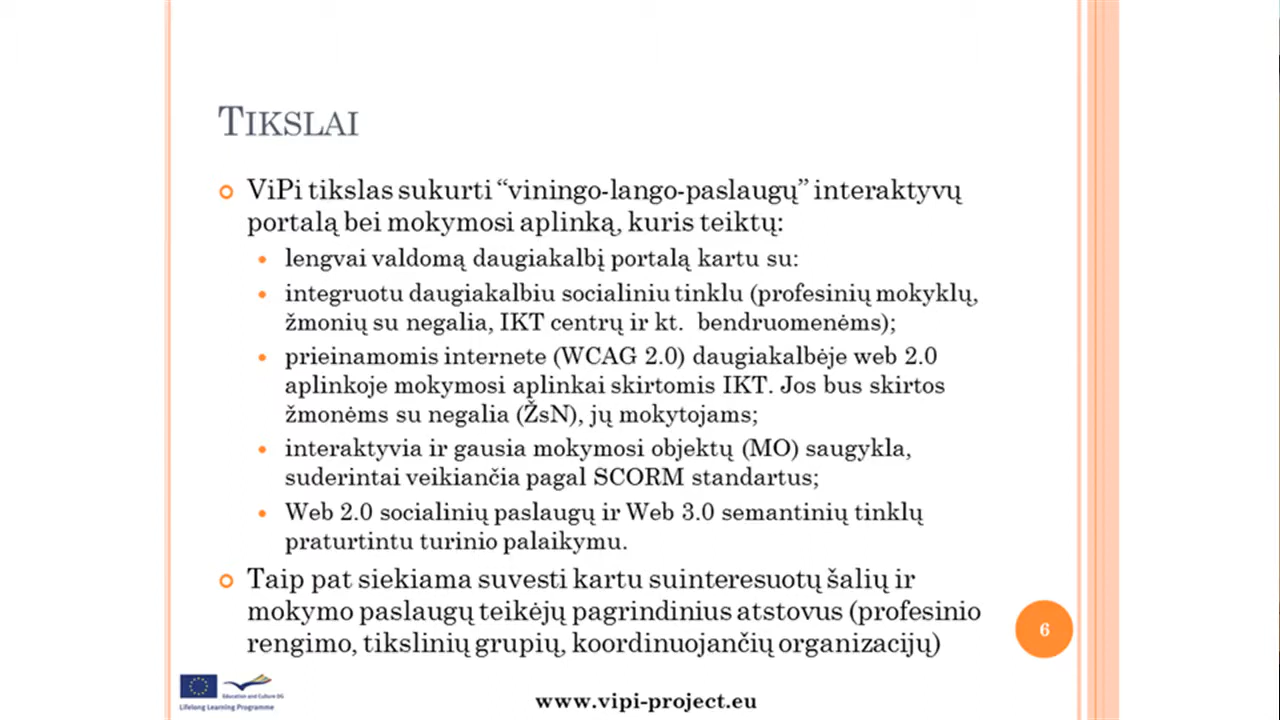 TIKSLAI
ViPi tikslas sukurti “viningo-lango-paslaugų” interaktyvų
portalą bei mokymosi aplinką, kuris teiktų:
lengvai valdomą daugiakalbį portalą kartu su:
integruotu daugiakalbiu socialiniu tinklu (profesinių mokyklų,
žmonių su negalia, IKT centrų ir kt. bendruomenėms);
prieinamomis internete (WCAG 2.0) daugiakalbėje web 2.0
aplinkoje mokymosi aplinkai skirtomis IKT. Jos bus skirtos
žmonėms su negalia (ŽsN), jų mokytojams;
interaktyvia ir gausia mokymosi objektų (MO) saugykla,
suderintai veikiančia pagal SCORM standartus;
Web 2.0 socialinių paslaugų ir Web 3.0 semantinių tinklų
praturtintu turinio palaikymu.
Taip pat siekiama suvesti kartu suinteresuotų šalių ir
mokymo paslaugų teikėjų pagrindinius atstovus (profesinio
rengimo, tikslinių grupių, koordinuojančių organizacijų)
6
Education and Culture DG
Lifelong Learning Programme
www.vipi-project.eu